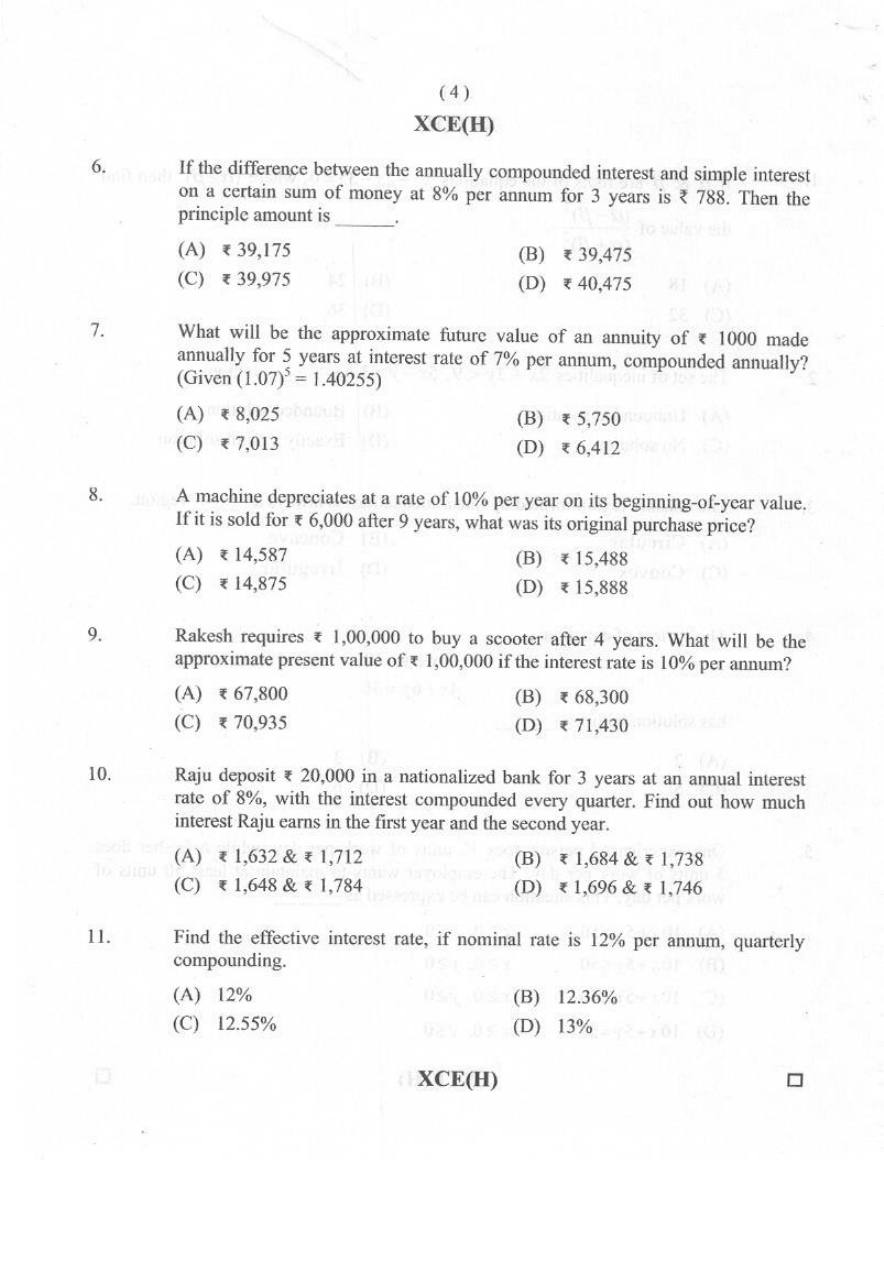 ( 4 )
XCE(H)
6. If the difference between the annually compounded interest and simple interest
on a certain sum of money at 8% per annum for 3 years is ₹ 788. Then the
principle amount is ______.
(A) ₹ 39,175 (B) ₹ 39,475
(C) ₹ 39,975 (D) ₹ 40,475
7. What will be the approximate future value of an annuity of ₹ 1000 made
annually for 5 years at interest rate of 7% per annum, compounded annually?
(Given (1.07)⁵ = 1.40255)
(A) ₹ 8,025 (B) ₹ 5,750
(C) ₹ 7,013 (D) ₹ 6,412
8. A machine depreciates at a rate of 10% per year on its beginning-of-year value.
If it is sold for ₹ 6,000 after 9 years, what was its original purchase price?
(A) ₹ 14,587 (B) ₹ 15,488
(C) ₹ 14,875 (D) ₹ 15,888
9. Rakesh requires ₹ 1,00,000 to buy a scooter after 4 years. What will be the
approximate present value of ₹ 1,00,000 if the interest rate is 10% per annum?
(A) ₹ 67,800 (B) ₹ 68,300
(C) ₹ 70,935 (D) ₹ 71,430
10. Raju deposit ₹ 20,000 in a nationalized bank for 3 years at an annual interest
rate of 8%, with the interest compounded every quarter. Find out how much
interest Raju earns in the first year and the second year.
(A) ₹ 1,632 & ₹ 1,712 (B) ₹ 1,684 & ₹ 1,738
(C) ₹ 1,648 & ₹ 1,784 (D) ₹ 1,696 & ₹ 1,746
11. Find the effective interest rate, if nominal rate is 12% per annum, quarterly
compounding.
(A) 12% (B) 12.36%
(C) 12.55% (D) 13%
XCE(H)